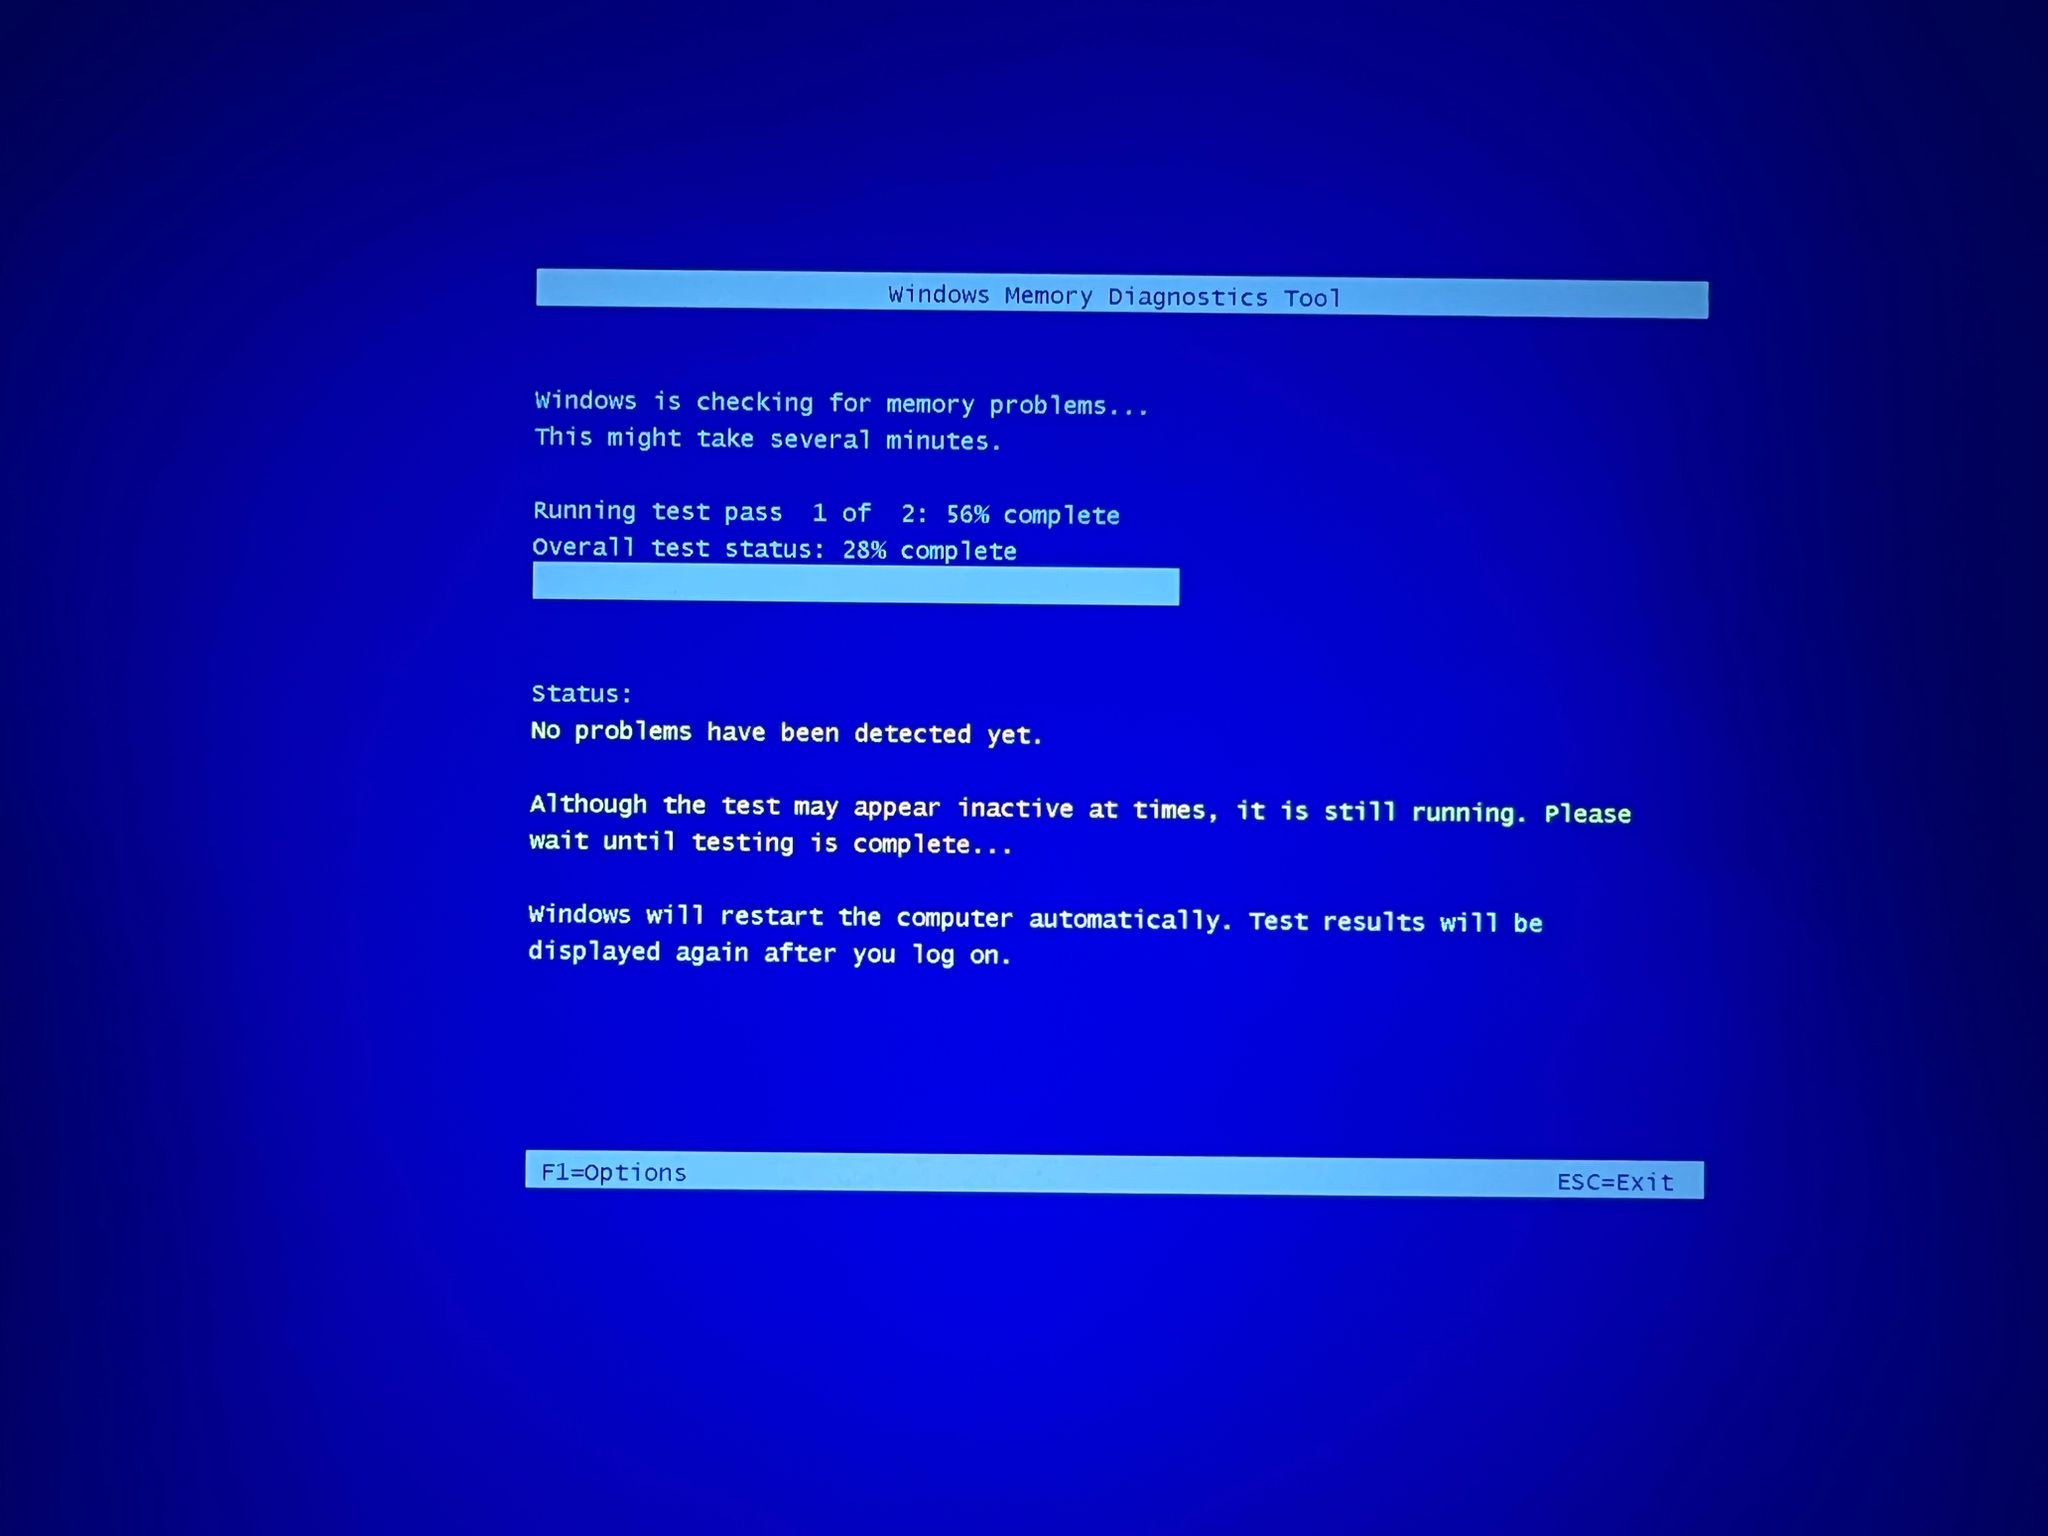 Windows Memory Diagnostics Tool
Windows is checking for memory problems...
This might take several minutes.
Running test pass  1 of  2: 56% complete
Overall test status: 28% complete
Status:
No problems have been detected yet.
Although the test may appear inactive at times, it is still running. Please
wait until testing is complete...
Windows will restart the computer automatically. Test results will be
displayed again after you log on.
F1=Options ESC=Exit